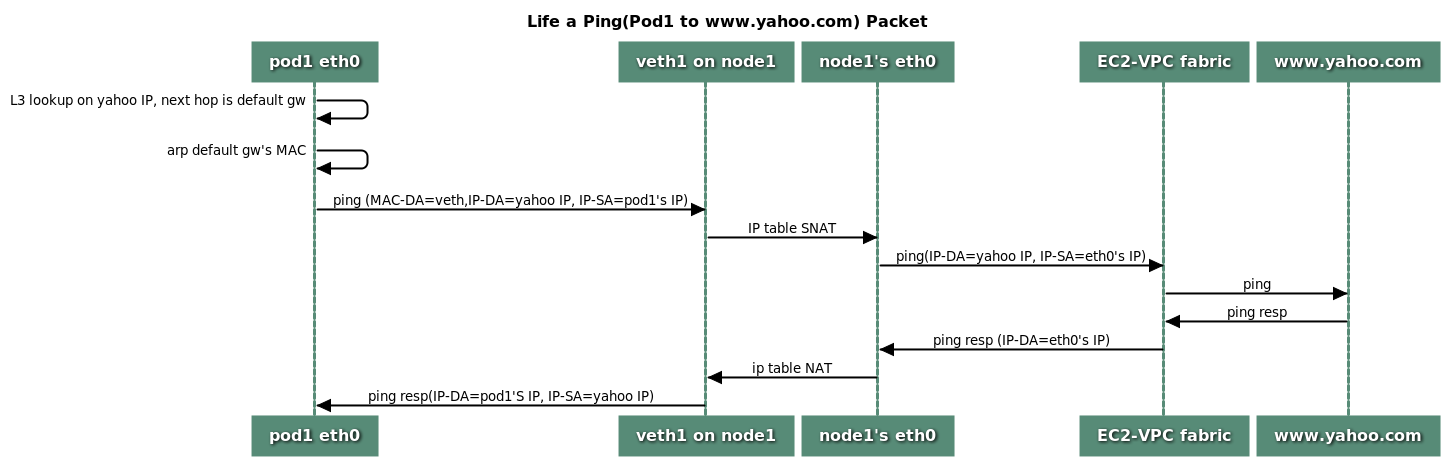 Life a Ping(Pod1 to www.yahoo.com) Packet
pod1 eth0
veth1 on node1
node1's eth0
EC2-VPC fabric
www.yahoo.com
L3 lookup on yahoo IP, next hop is default gw
arp default gw's MAC
ping (MAC-DA=veth,IP-DA=yahoo IP, IP-SA=pod1's IP)
IP table SNAT
ping(IP-DA=yahoo IP, IP-SA=eth0's IP)
ping
ping resp
ping resp (IP-DA=eth0's IP)
ip table NAT
ping resp(IP-DA=pod1'S IP, IP-SA=yahoo IP)
pod1 eth0
veth1 on node1
node1's eth0
EC2-VPC fabric
www.yahoo.com